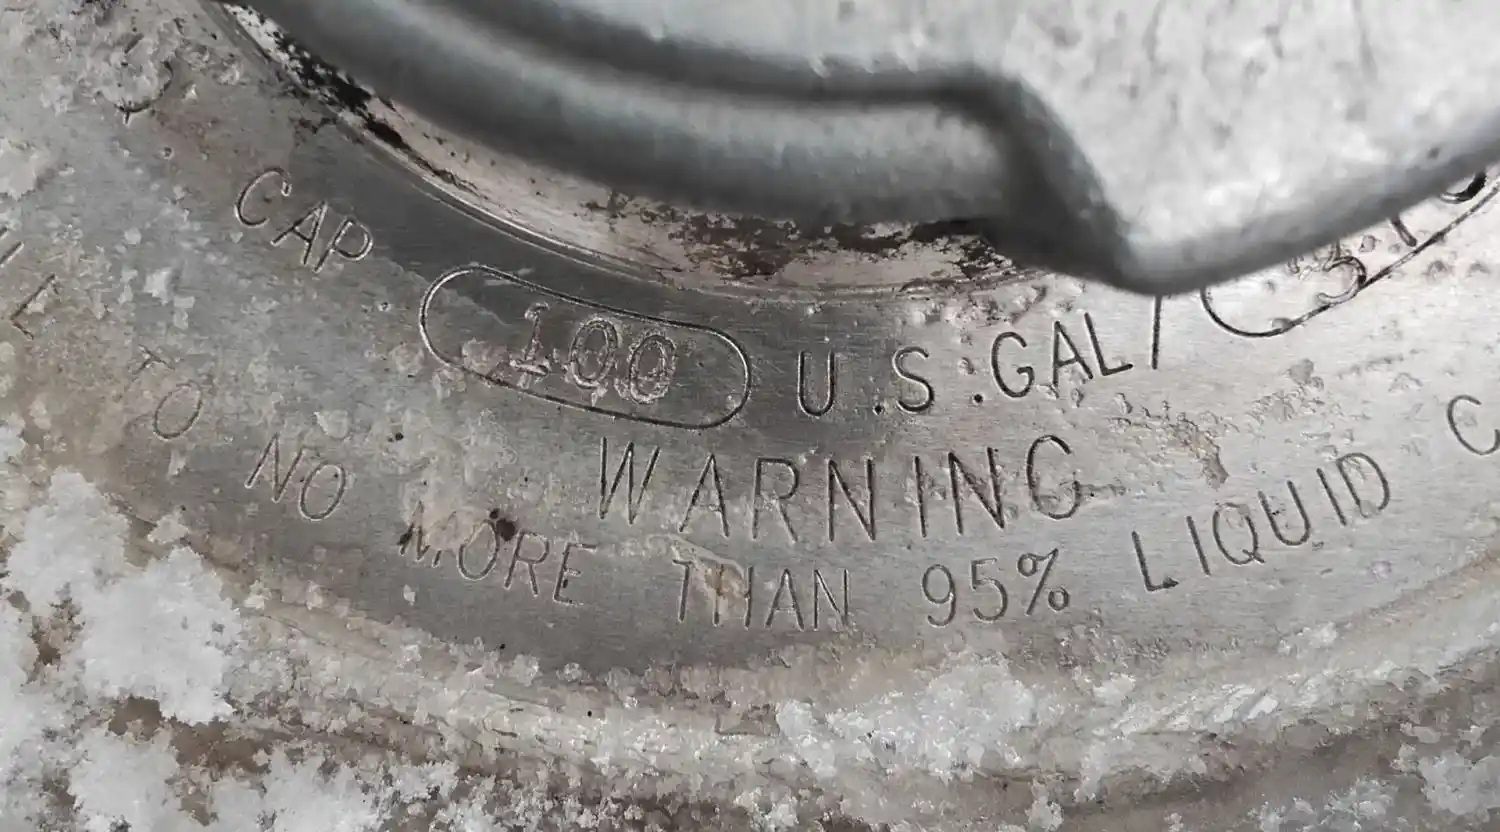 CAP 100 U.S.GAL/
WARNING
TO NO MORE THAN 95% LIQUID